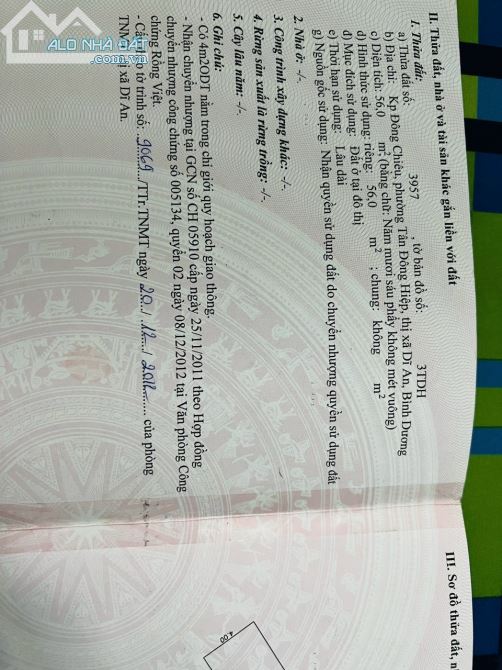 ALO NHÀ ĐẤT
.com.vn
II. Thửa đất, nhà ở và tài sản khác gắn liền với đất
1. Thửa đất:
a) Thửa đất số: 3957 , tờ bản đồ số: 3TDH
b) Địa chỉ: Kp Đông Chiêu, phường Tân Đông Hiệp, thị xã Dĩ An, Bình Dương
c) Diện tích: 56,0 m², (bằng chữ: Năm mươi sáu phẩy không mét vuông)
d) Hình thức sử dụng: riêng: 56.0 m² ; chung: không m²
đ) Mục đích sử dụng: Đất ở tại đô thị
e) Thời hạn sử dụng: Lâu dài
g) Nguồn gốc sử dụng: Nhận quyền sử dụng đất do chuyển nhượng quyền sử dụng đất
2. Nhà ở: -/-.
3. Công trình xây dựng khác: -/-.
4. Rừng sản xuất là rừng trồng: -/-.
5. Cây lâu năm: -/-.
6. Ghi chú:
- Có 4m2ODT nằm trong chỉ giới quy hoạch giao thông.
- Nhận chuyển nhượng tại GCN số CH 05910 cấp ngày 25/11/2011 theo Hợp đồng
chuyển nhượng công chứng số 005134, quyển 02 ngày 08/12/2012 tại Văn phòng Công
chứng Rồng Việt.
- Cấp theo tờ trình số: 9069 /TTr.TNMT ngày 20 / 12 / 2012 của phòng
TNMT thị xã Dĩ An.
III. Sơ đồ thửa đất,
4.00